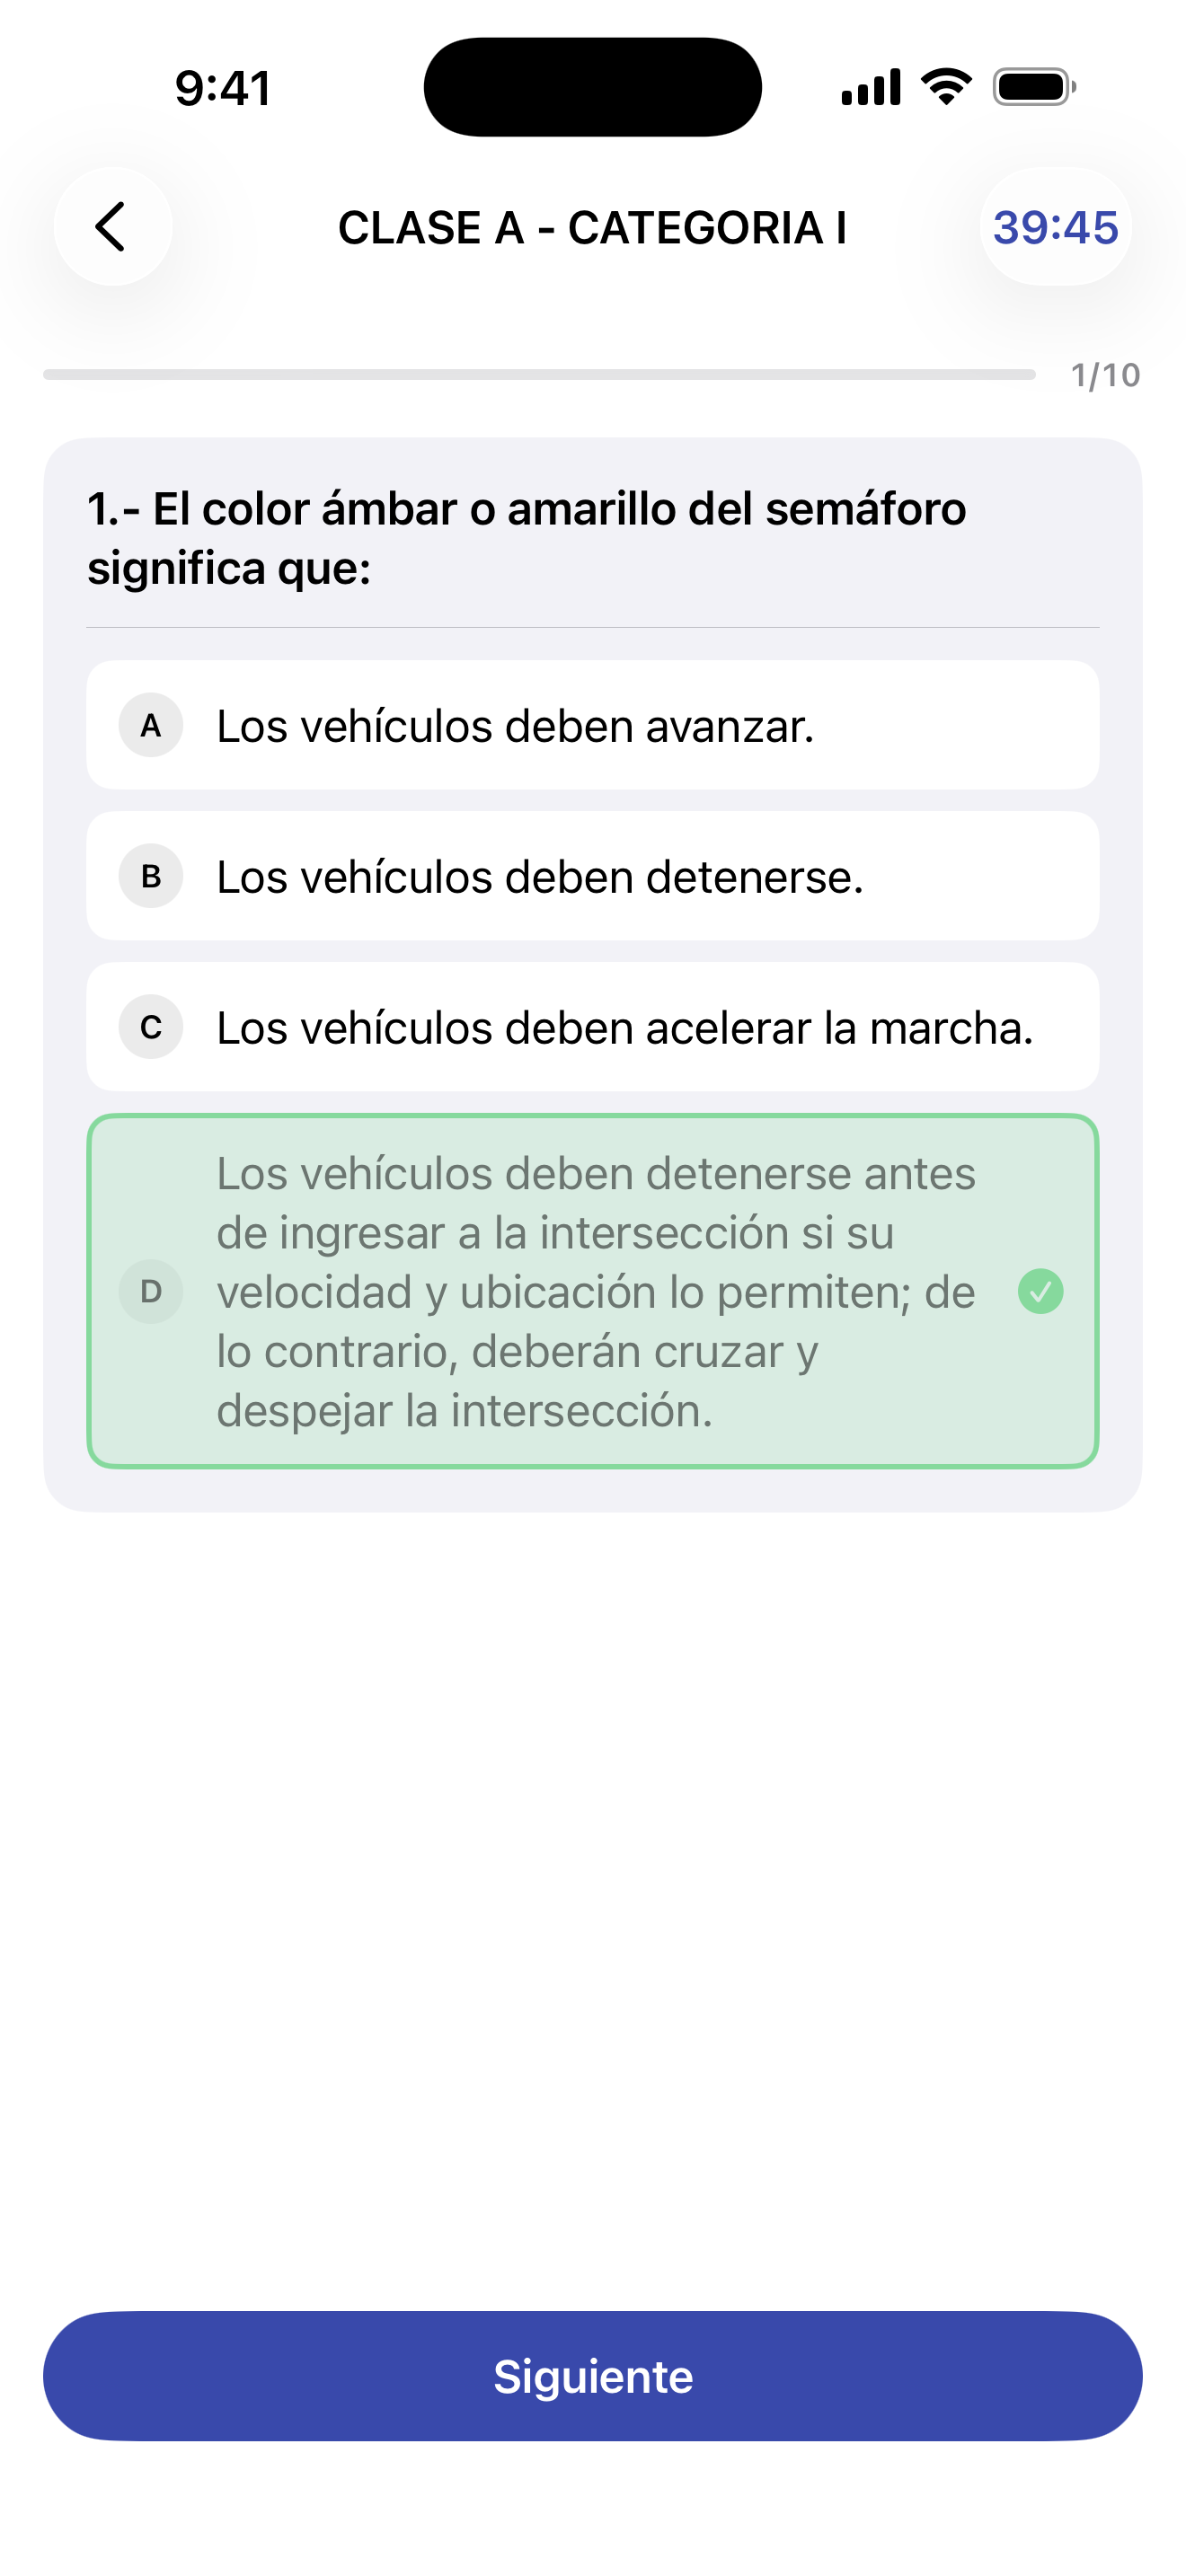 9:41
CLASE A - CATEGORIA I
39:45
1/10
1.- El color ámbar o amarillo del semáforo
significa que:
A
Los vehículos deben avanzar.
B
Los vehículos deben detenerse.
C
Los vehículos deben acelerar la marcha.
D
Los vehículos deben detenerse antes
de ingresar a la intersección si su
velocidad y ubicación lo permiten; de
lo contrario, deberán cruzar y
despejar la intersección.
Siguiente